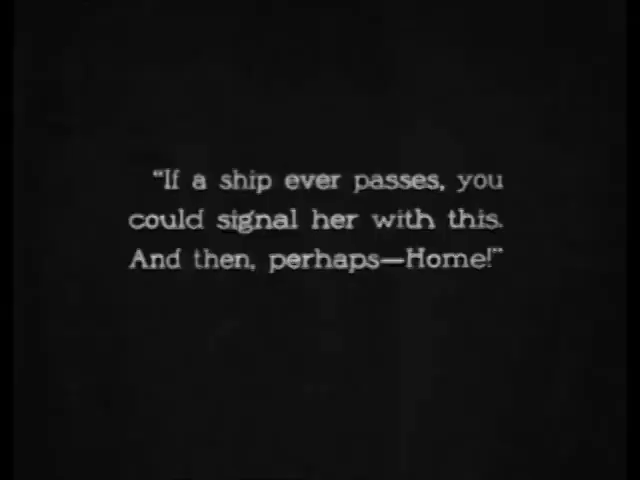 “If a ship ever passes, you
could signal her with this.
And then, perhaps—Home!”